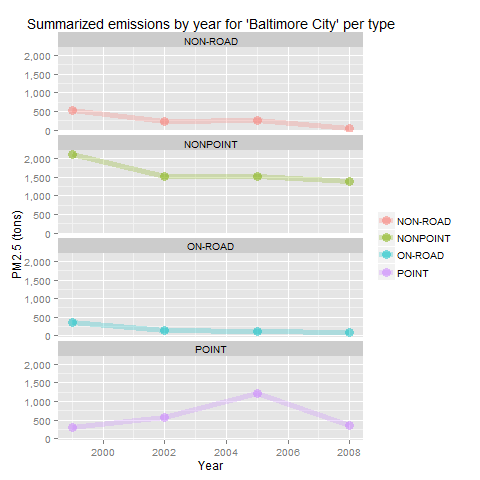 Summarized emissions by year for 'Baltimore City' per type
PM2.5 (tons)
NON-ROAD
2,000
1,500
1,000
500
0
NONPOINT
2,000
1,500
1,000
500
0
ON-ROAD
2,000
1,500
1,000
500
0
POINT
2,000
1,500
1,000
500
0
2000 2002 2004 2006 2008
Year
NON-ROAD
NONPOINT
ON-ROAD
POINT